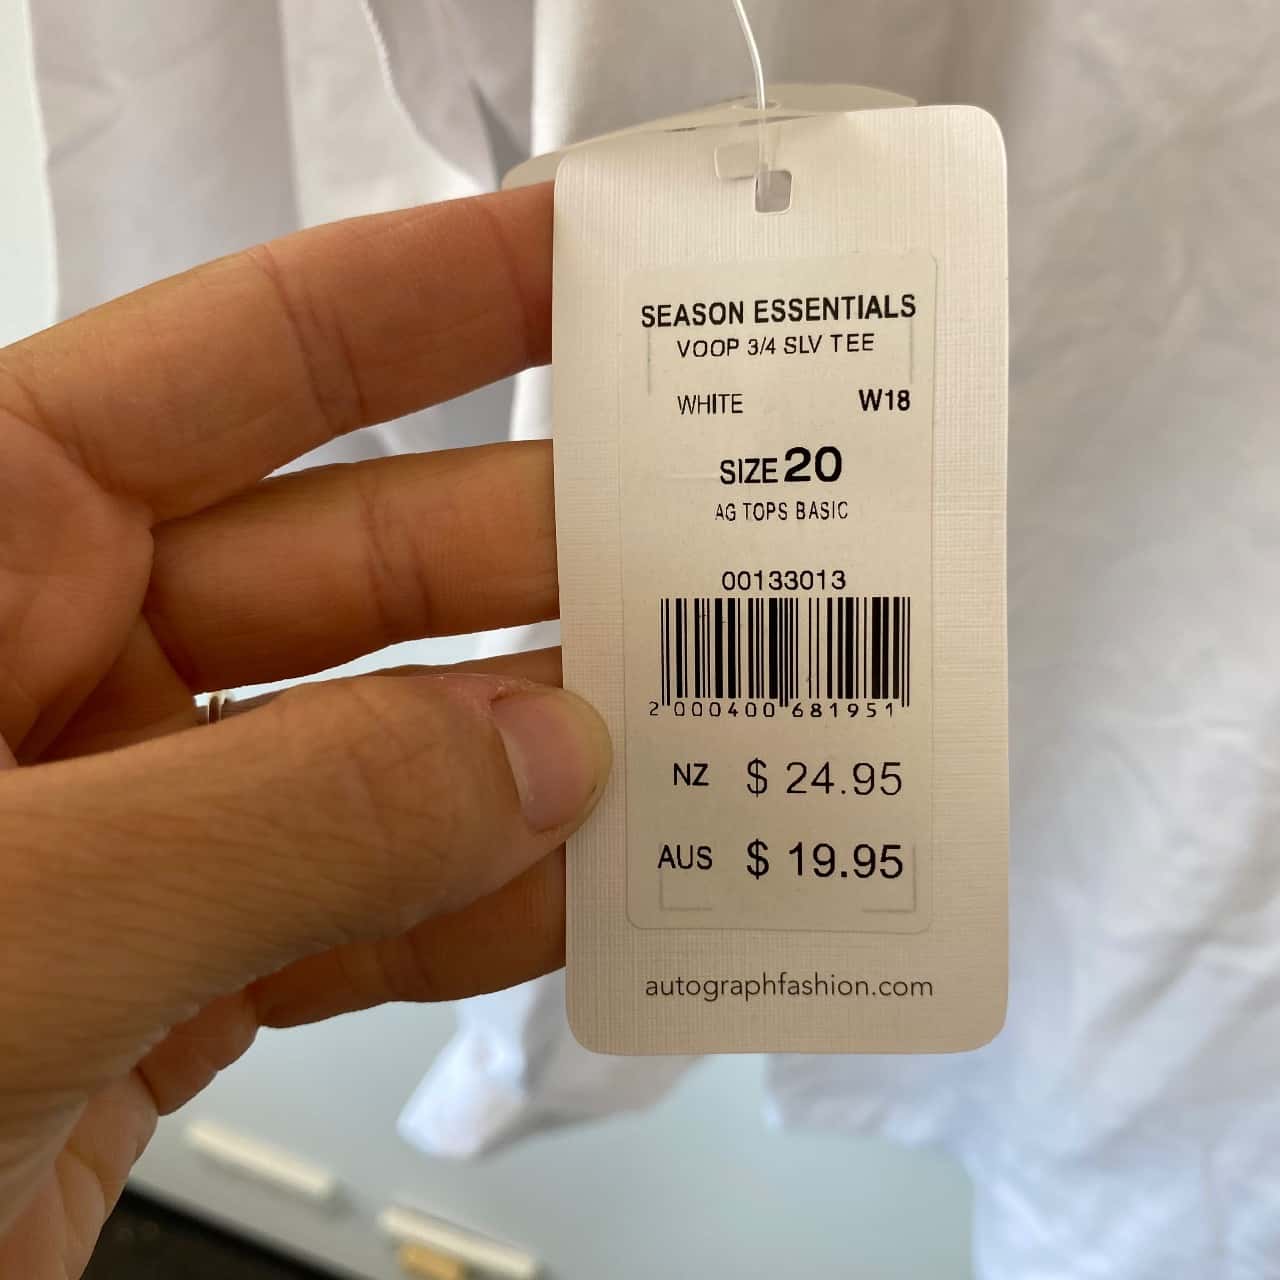 SEASON ESSENTIALS
VOOP 3/4 SLV TEE
WHITE W18
SIZE 20
AG TOPS BASIC
00133013
2 000400 681951
NZ $ 24.95
AUS $ 19.95
autographfashion.com